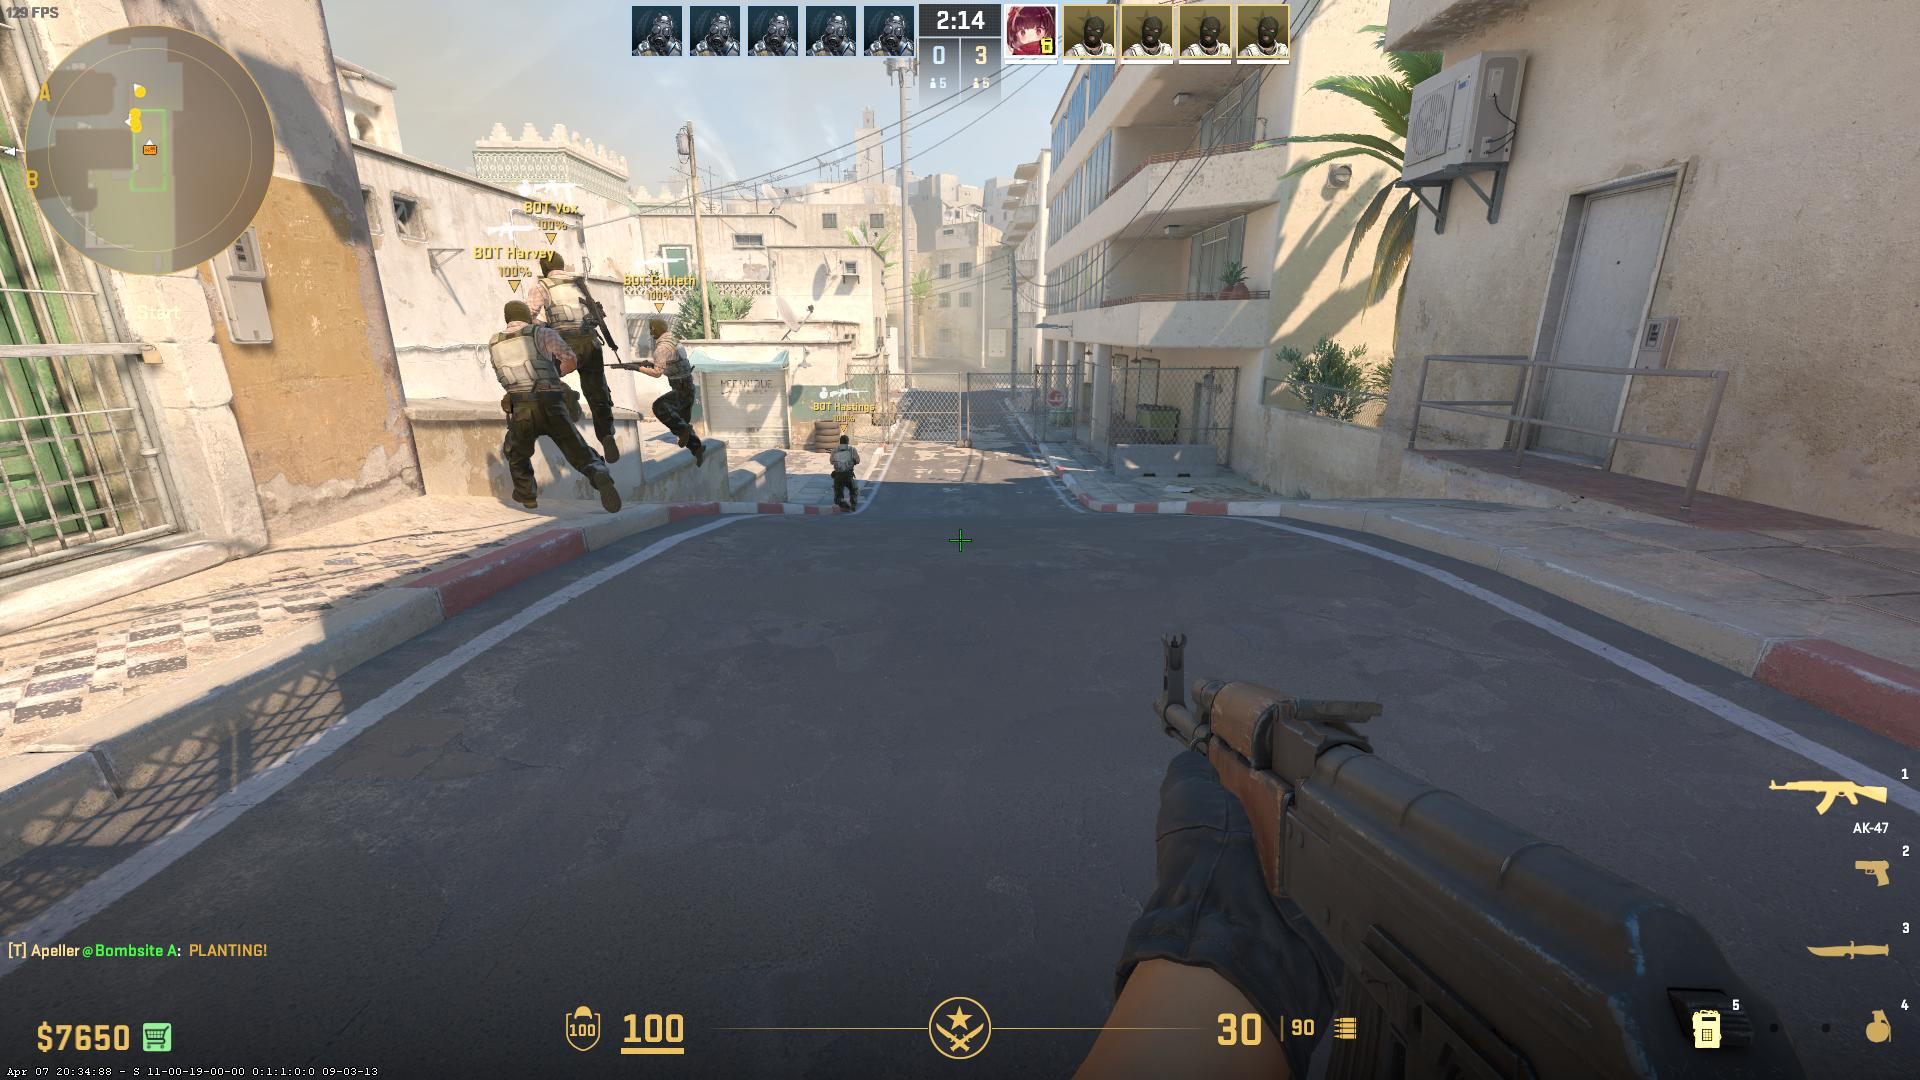 129 FPS
2:14
0 3
5 5
A
B
Start
BOT Vox
100%
BOT Harvey
100%
BOT Conleth
100%
BOT Hastings
100%
1
AK-47
2
3
5
4
[T] Apeller@Bombsite A: PLANTING!
$7650
100
100
30 | 90
Apr 07 20:34:88 - S 11-00-19-00-00 0:1:1:0:0 09-03-13